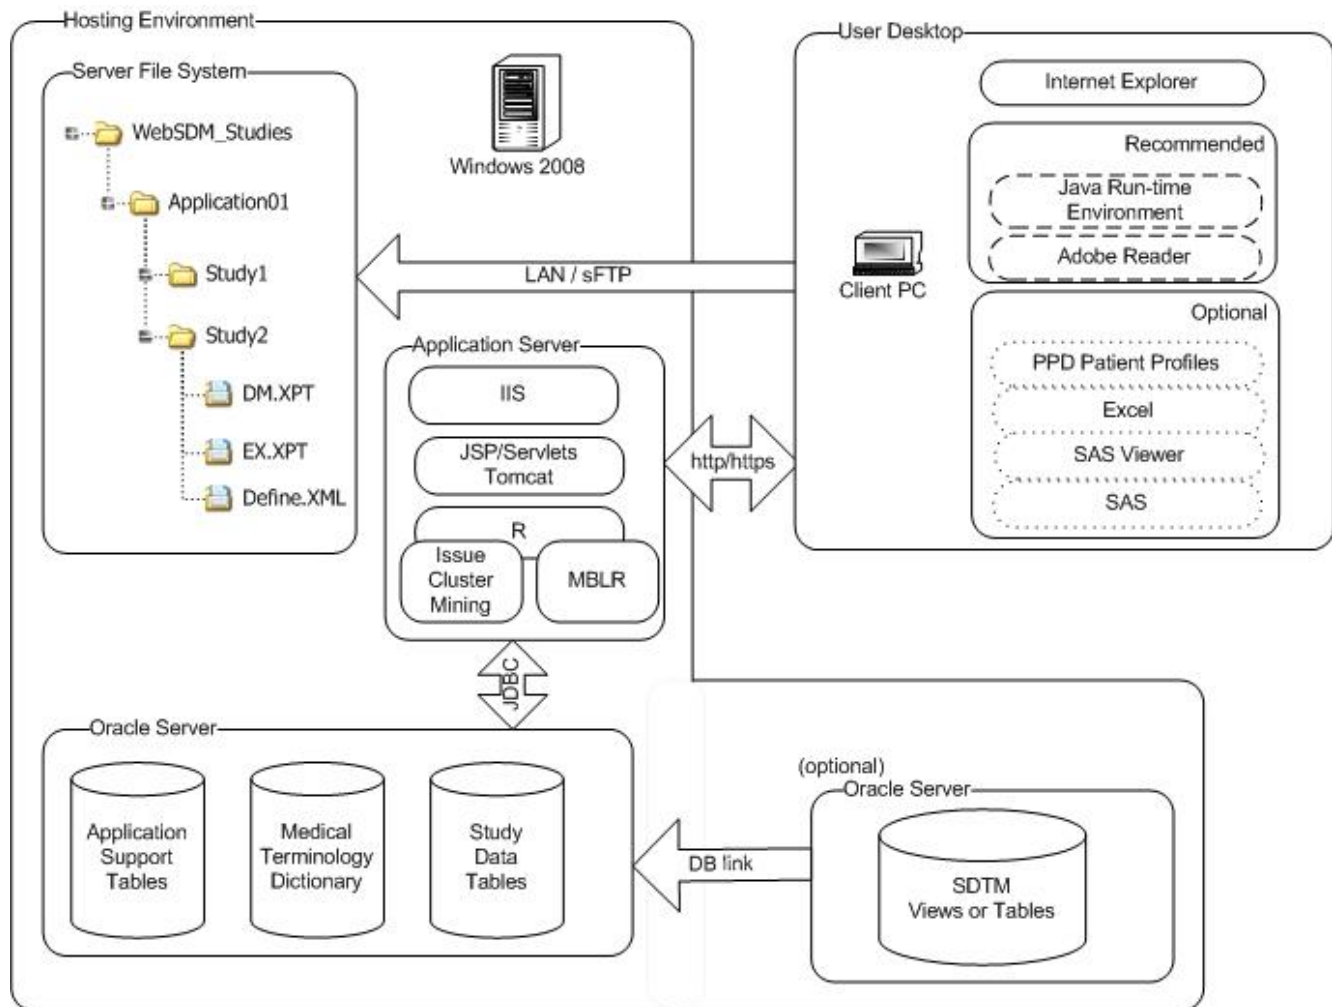 Hosting Environment
Server File System
WebSDM_Studies
Application01
Study1
Study2
DM.XPT
EX.XPT
Define.XML
Windows 2008
LAN / sFTP
Application Server
IIS
JSP/Servlets
Tomcat
R
Issue
Cluster
Mining
MBLR
http/https
User Desktop
Internet Explorer
Recommended
Java Run-time
Environment
Adobe Reader
Client PC
Optional
PPD Patient Profiles
Excel
SAS Viewer
SAS
JDBC
Oracle Server
Application
Support
Tables
Medical
Terminology
Dictionary
Study
Data
Tables
DB link
(optional)
Oracle Server
SDTM
Views or Tables